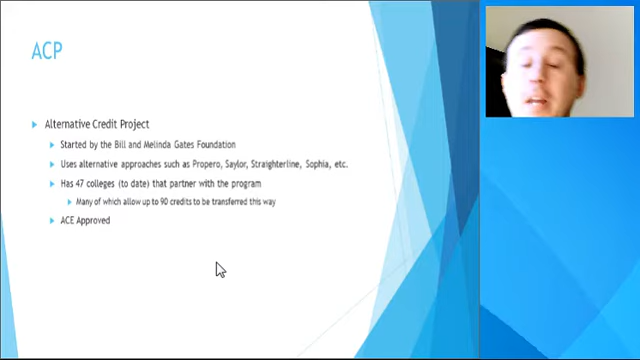 ACP
Alternative Credit Project
Started by the Bill and Melinda Gates Foundation
Uses alternative approaches such as Propero, Saylor, Straighterline, Sophia, etc.
Has 47 colleges (to date) that partner with the program
Many of which allow up to 90 credits to be transferred this way
ACE Approved